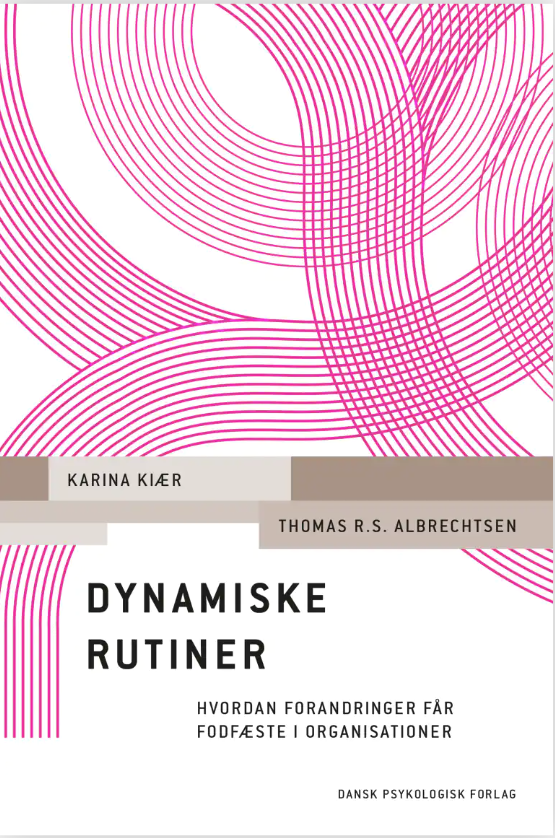 KARINA KIÆR
THOMAS R.S. ALBRECHTSEN
DYNAMISKE
RUTINER
HVORDAN FORANDRINGER FÅR
FODFÆSTE I ORGANISATIONER
DANSK PSYKOLOGISK FORLAG